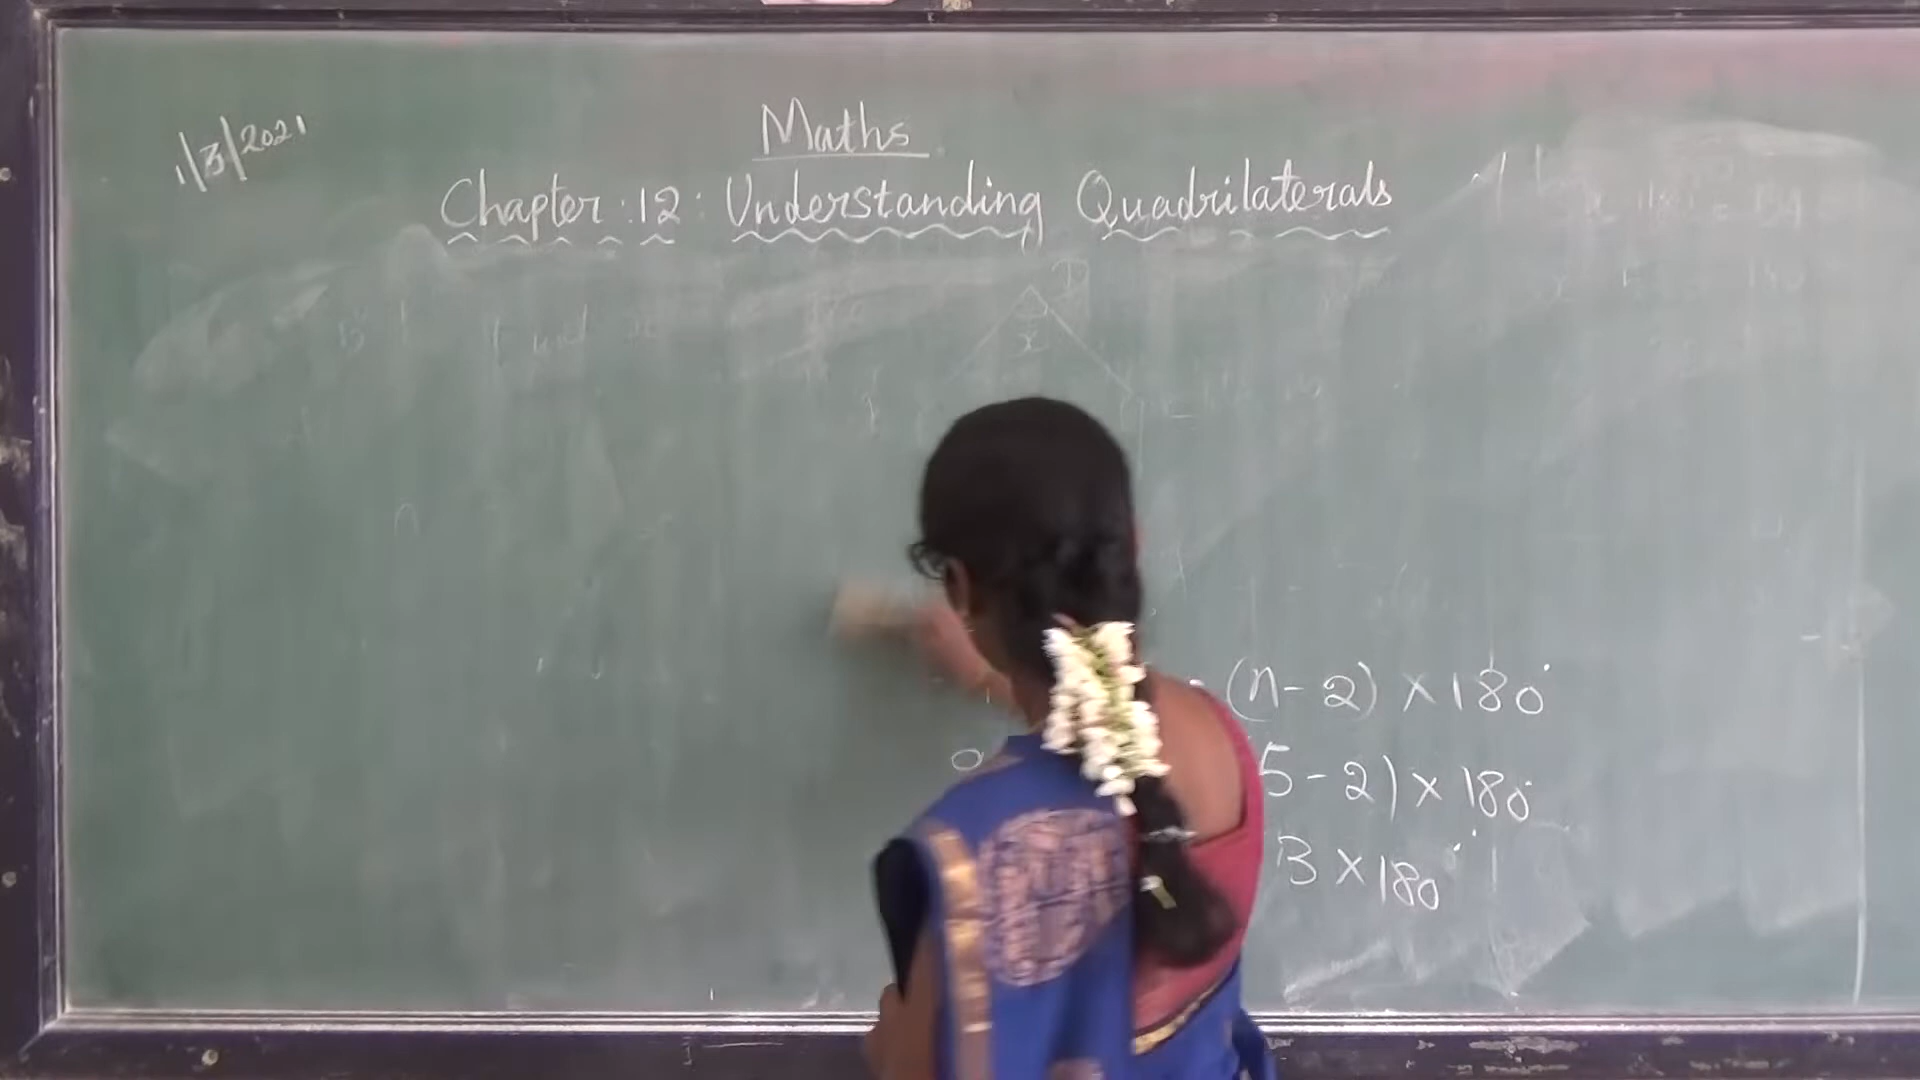 1/3/2021
Maths
Chapter : 12 : Understanding Quadrilaterals
(n - 2) × 180°
5 - 2) × 180°
3 × 180°